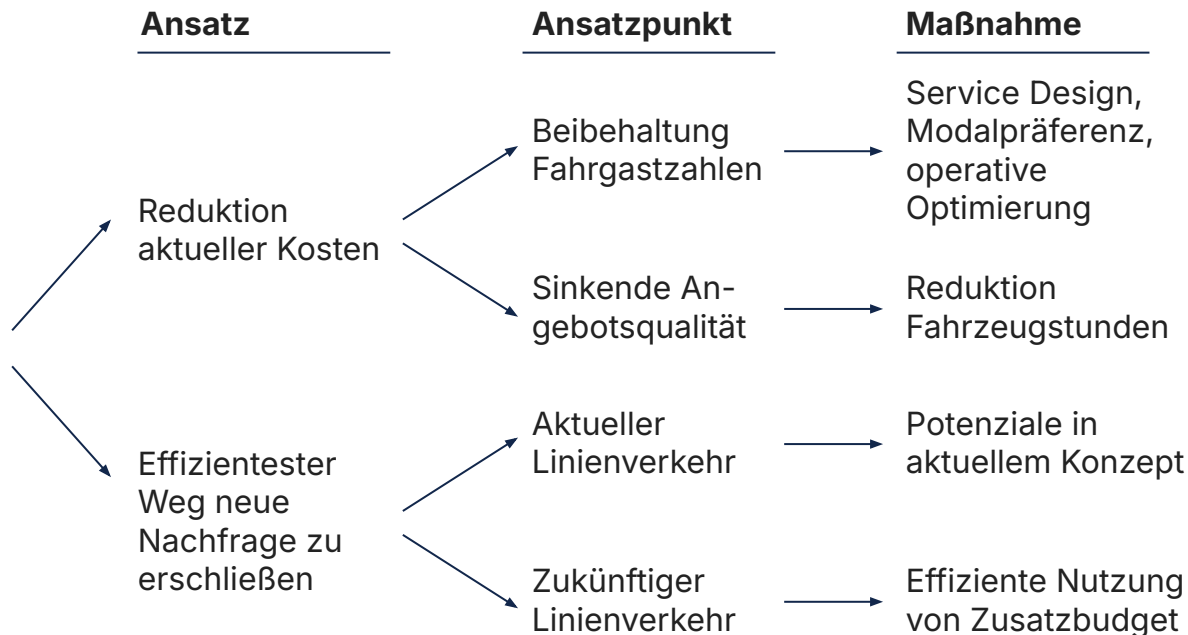 Ansatz
Ansatzpunkt
Maßnahme
Reduktion
aktueller Kosten
Beibehaltung
Fahrgastzahlen
Service Design,
Modalpräferenz,
operative
Optimierung
Sinkende An-
gebotsqualität
Reduktion
Fahrzeugstunden
Effizientester
Weg neue
Nachfrage zu
erschließen
Aktueller
Linienverkehr
Potenziale in
aktuellem Konzept
Zukünftiger
Linienverkehr
Effiziente Nutzung
von Zusatzbudget